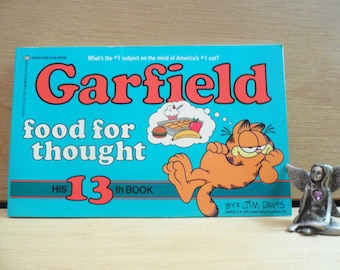 What's the #1 subject on the mind of America's #1 cat?
Garfield
food for
thought
HIS 13th BOOK
BY: JIM DAVIS